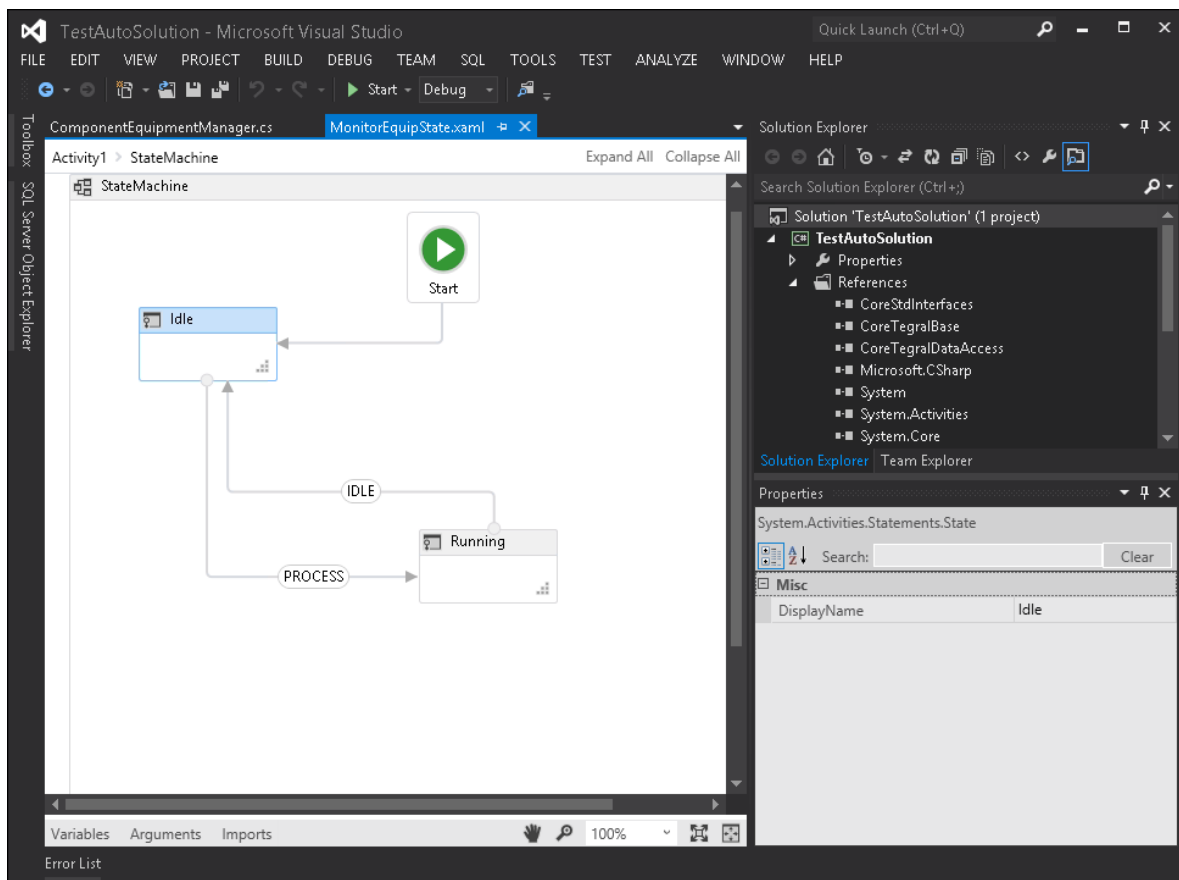 TestAutoSolution - Microsoft Visual Studio
Quick Launch (Ctrl+Q)
FILE EDIT VIEW PROJECT BUILD DEBUG TEAM SQL TOOLS TEST ANALYZE WINDOW HELP
Start Debug
Toolbox
SQL Server Object Explorer
ComponentEquipmentManager.cs MonitorEquipState.xaml
Activity1 > StateMachine Expand All Collapse All
StateMachine
Start
Idle
IDLE
Running
PROCESS
Variables Arguments Imports 100%
Error List
Solution Explorer
Search Solution Explorer (Ctrl+;)
Solution 'TestAutoSolution' (1 project)
C# TestAutoSolution
Properties
References
CoreStdInterfaces
CoreTegralBase
CoreTegralDataAccess
Microsoft.CSharp
System
System.Activities
System.Core
Solution Explorer Team Explorer
Properties
System.Activities.Statements.State
Search: Clear
Misc
DisplayName Idle